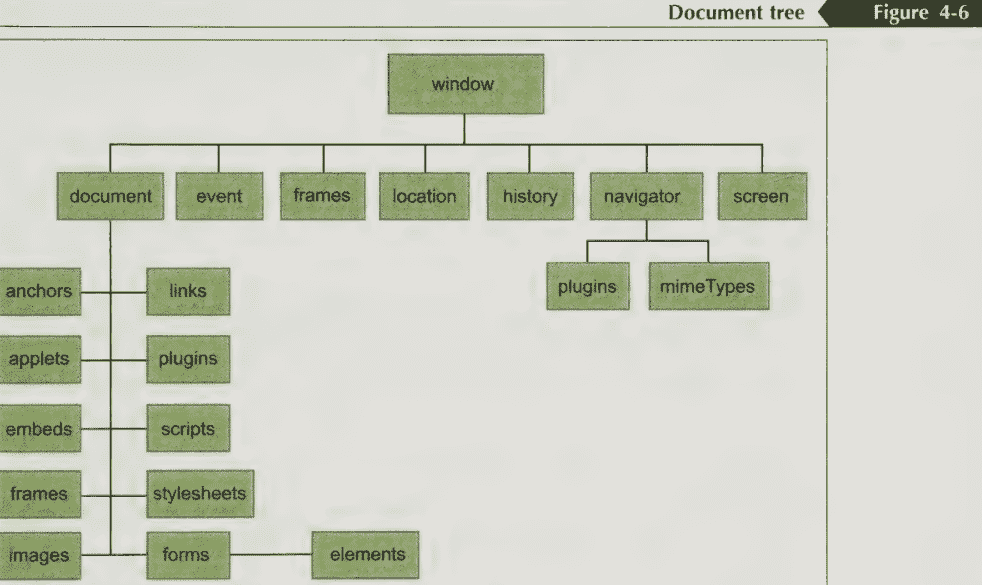 Document tree Figure 4-6
window
document event frames location history navigator screen
plugins mimeTypes
anchors links
applets plugins
embeds scripts
frames stylesheets
images forms elements